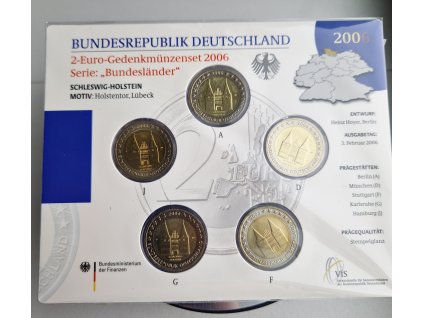 BUNDESREPUBLIK DEUTSCHLAND
2006
2-Euro-Gedenkmünzenset 2006
Serie: „Bundesländer"
SCHLESWIG-HOLSTEIN
MOTIV: Holstentor, Lübeck
ENTWURF:
Heinz Hoyer, Berlin
AUSGABETAG:
3. Februar 2006
A
PRÄGESTÄTTEN:
Berlin (A)
München (D)
Stuttgart (F)
Karlsruhe (G)
Hamburg (J)
J
D
PRÄGEQUALITÄT:
Stempelglanz
Bundesministerium
der Finanzen
G
F
VfS